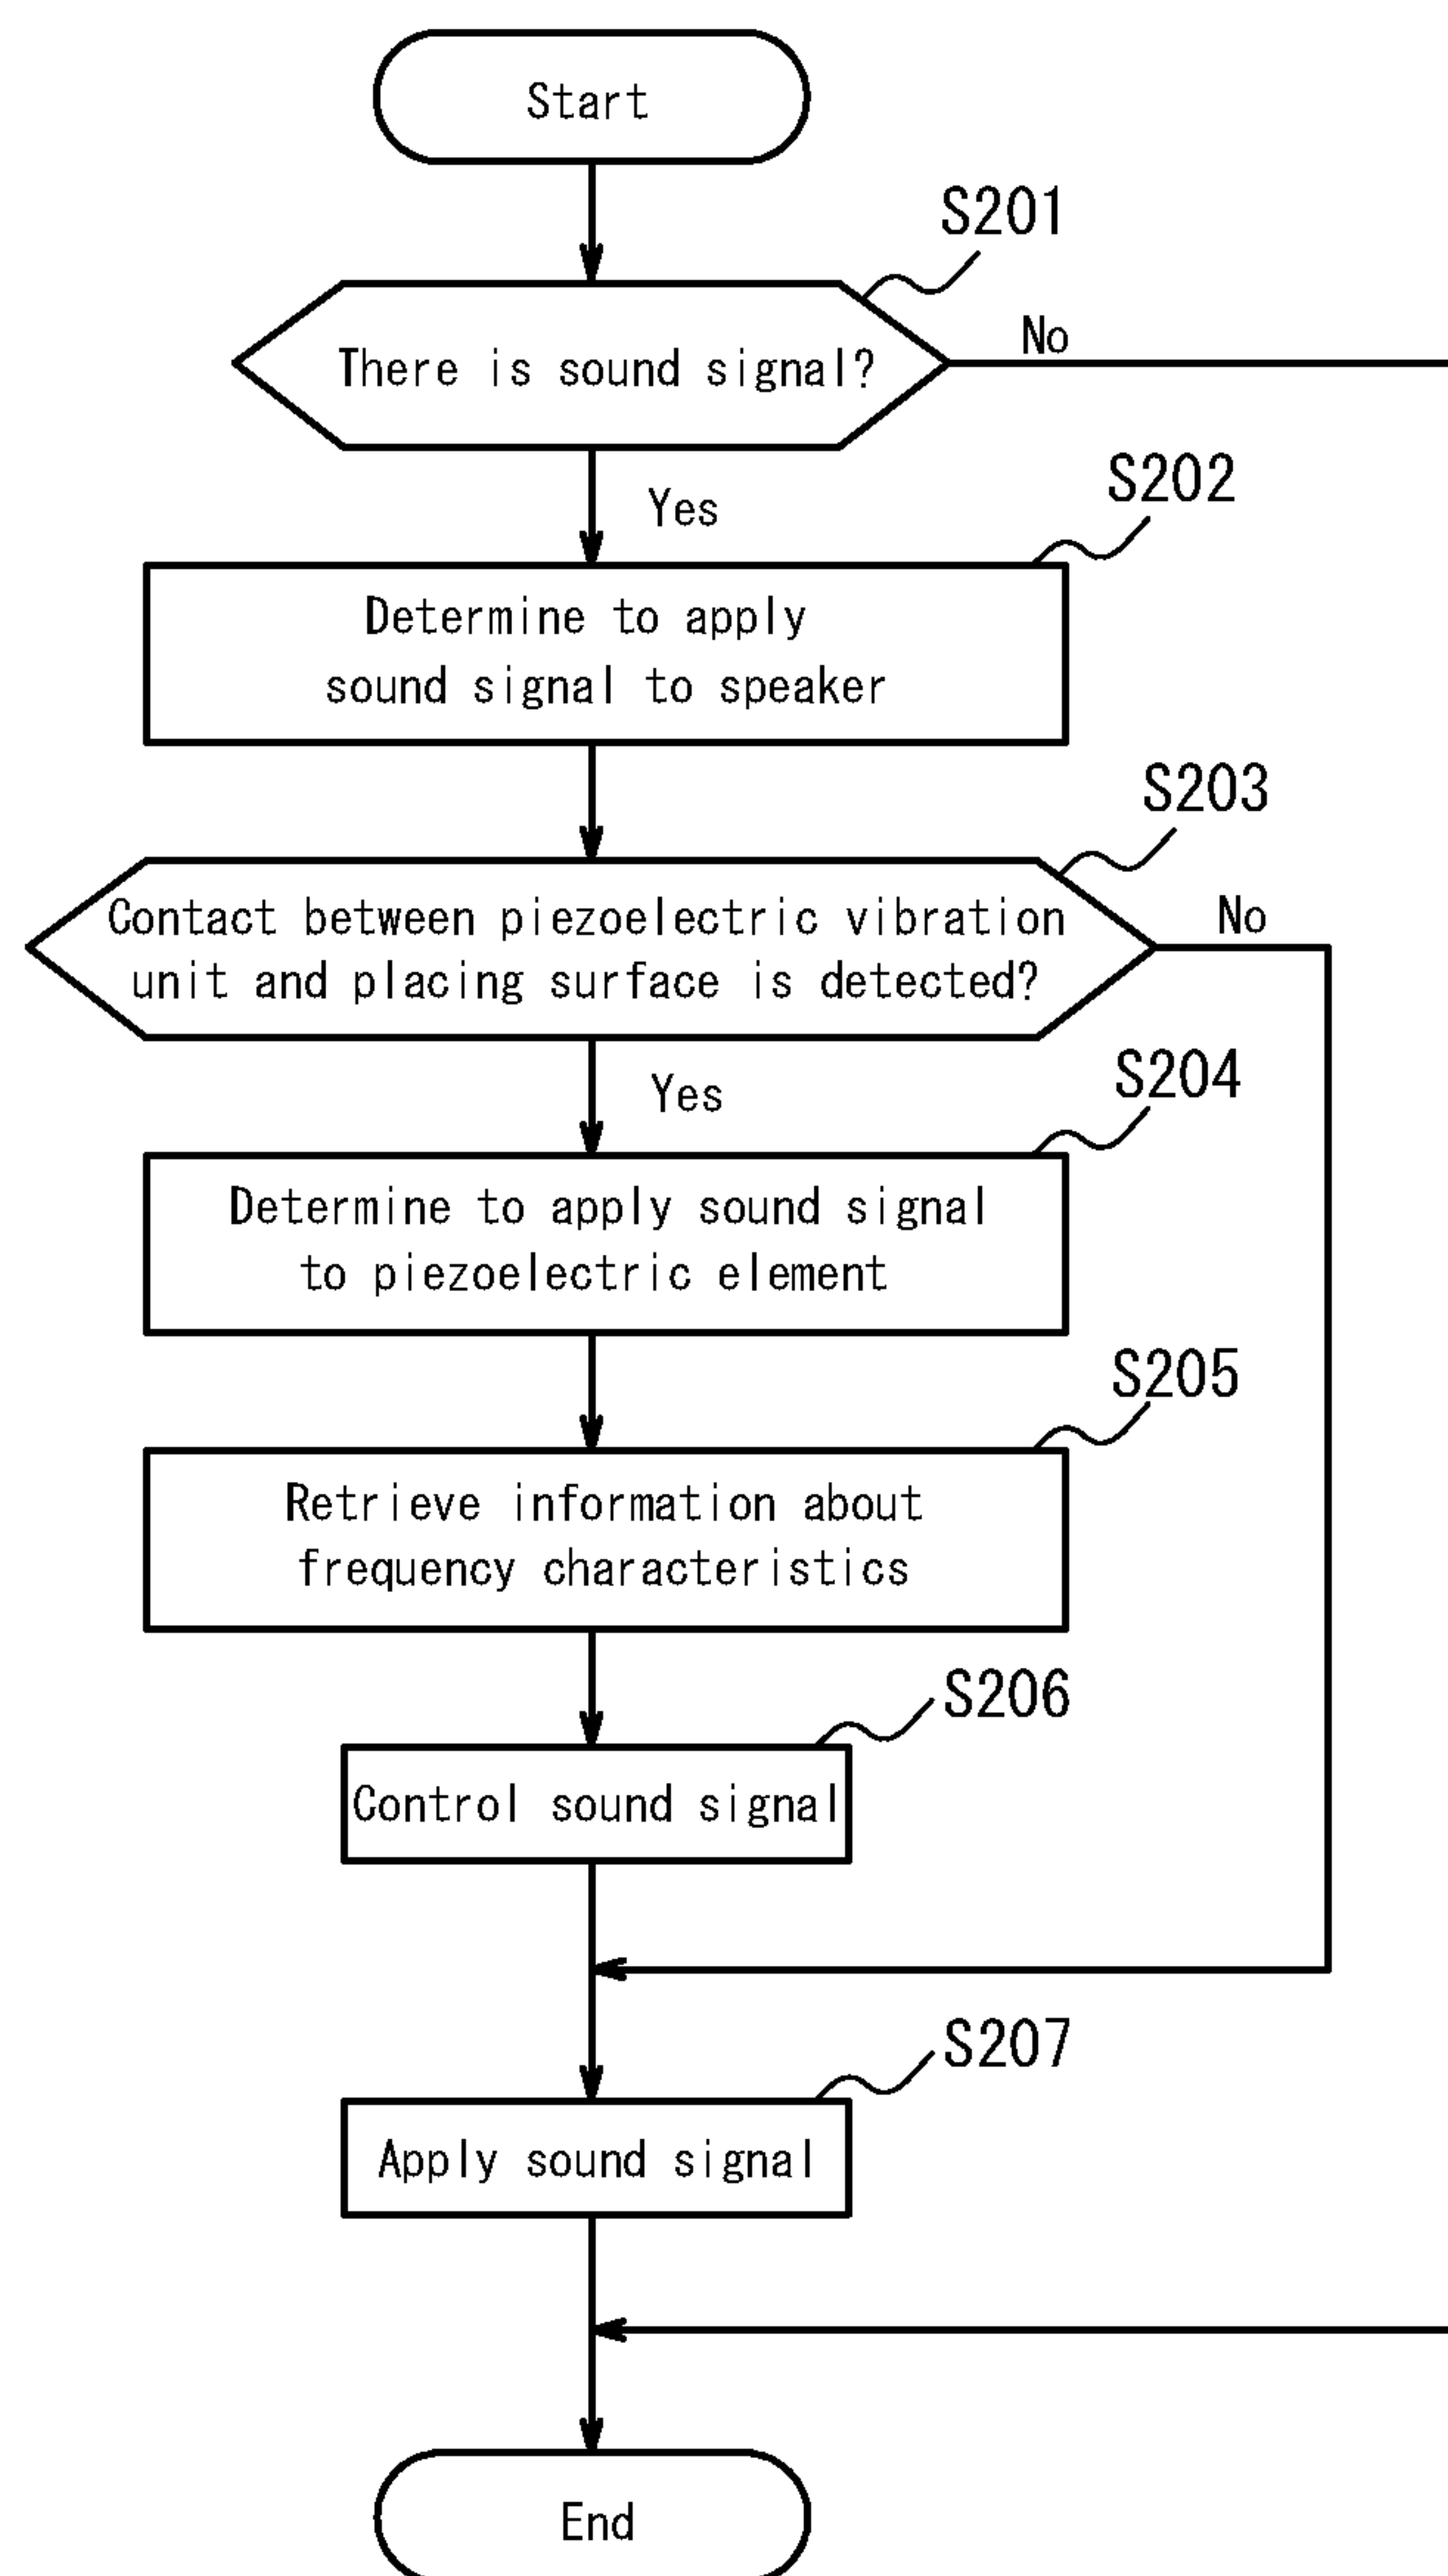 Start
S201
There is sound signal?
No
Yes
S202
Determine to apply
sound signal to speaker
S203
Contact between piezoelectric vibration
unit and placing surface is detected?
No
Yes
S204
Determine to apply sound signal
to piezoelectric element
S205
Retrieve information about
frequency characteristics
S206
Control sound signal
S207
Apply sound signal
End